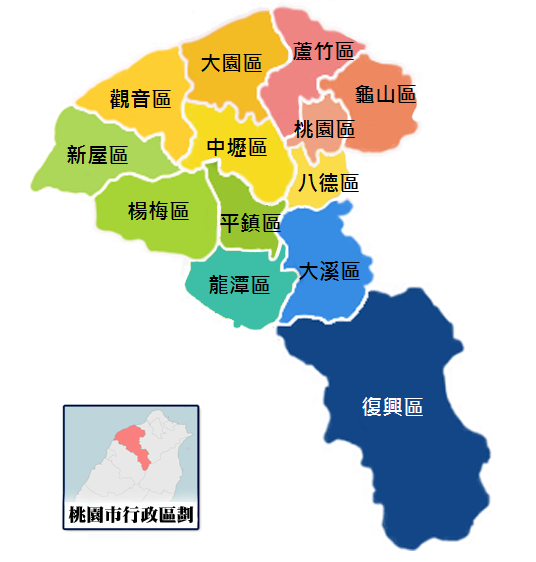 蘆竹區
大園區
龜山區
觀音區
桃園區
中壢區
新屋區
八德區
楊梅區
平鎮區
大溪區
龍潭區
復興區
桃園市行政區劃